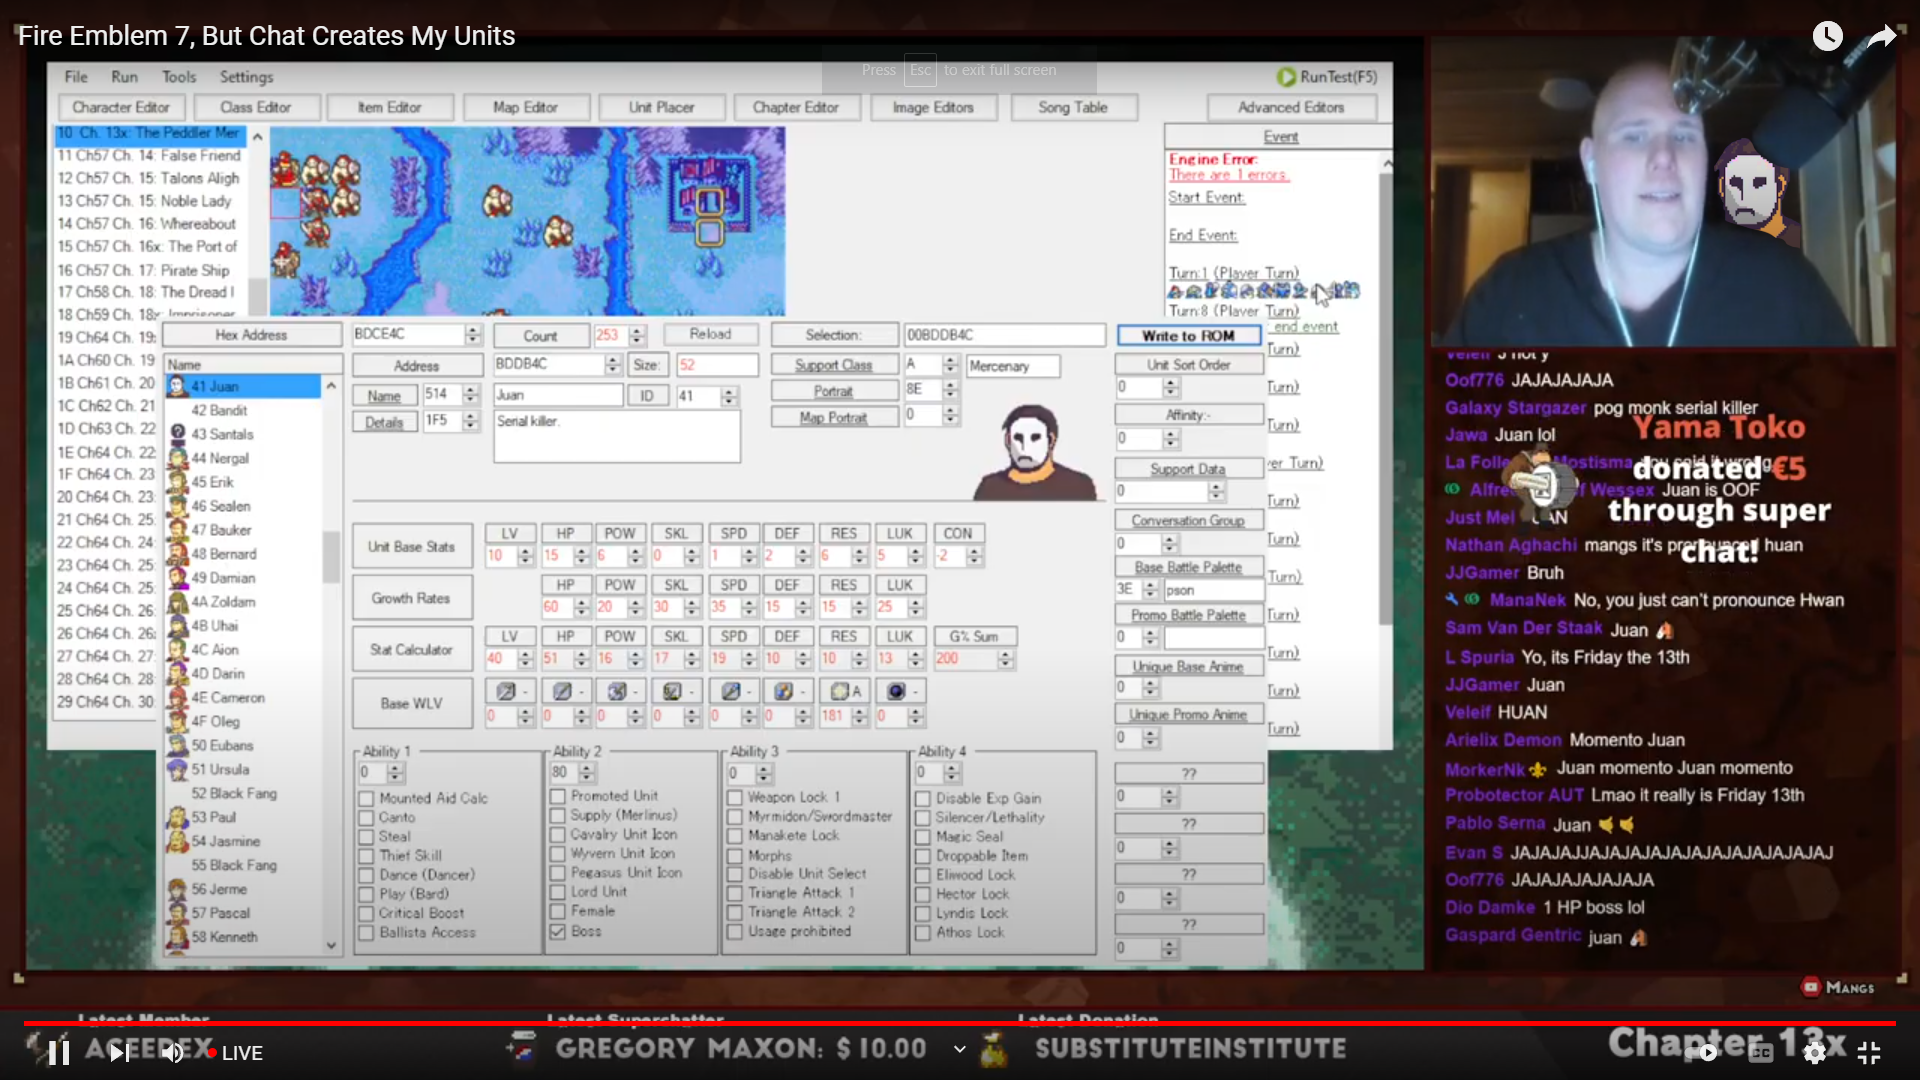 Fire Emblem 7, But Chat Creates My Units
Press Esc to exit full screen
File Run Tools Settings
RunTest(F5)
Character Editor Class Editor Item Editor Map Editor Unit Placer Chapter Editor Image Editors Song Table Advanced Editors
10 Ch. 13x: The Peddler Mer
11 Ch57 Ch. 14: False Friend
12 Ch57 Ch. 15: Talons Aligh
13 Ch57 Ch. 15: Noble Lady
14 Ch57 Ch. 16: Whereabout
15 Ch57 Ch. 16x: The Port of
16 Ch57 Ch. 17: Pirate Ship
17 Ch58 Ch. 18: The Dread I
18 Ch59 Ch. 18x: Imprisoner
19 Ch64 Ch. 19:
1A Ch60 Ch. 19
1B Ch61 Ch. 20
1C Ch62 Ch. 21
1D Ch63 Ch. 22
1E Ch64 Ch. 22:
1F Ch64 Ch. 23
20 Ch64 Ch. 23:
21 Ch64 Ch. 25:
22 Ch64 Ch. 24:
23 Ch64 Ch. 25:
24 Ch64 Ch. 25:
25 Ch64 Ch. 26:
26 Ch64 Ch. 26:
27 Ch64 Ch. 27:
28 Ch64 Ch. 28:
29 Ch64 Ch. 30:
Event
Engine Error:
There are 1 errors.
Start Event:
End Event:
Turn:1 (Player Turn)
Turn:8 (Player Turn)
end event
Turn)
Turn)
Turn)
er Turn)
Turn)
Turn)
Turn)
Turn)
Turn)
Turn)
Turn)
Hex Address BDCE4C Count 253 Reload Selection: 00BDDB4C Write to ROM
Name
41 Juan
42 Bandit
43 Santals
44 Nergal
45 Erik
46 Sealen
47 Bauker
48 Bernard
49 Damian
4A Zoldam
4B Uhai
4C Aion
4D Darin
4E Cameron
4F Oleg
50 Eubans
51 Ursula
52 Black Fang
53 Paul
54 Jasmine
55 Black Fang
56 Jerme
57 Pascal
58 Kenneth
Address BDDB4C Size: 52 Support Class A Mercenary
Name 514 Juan ID 41 Portrait 8E
Details 1F5 Serial killer. Map Portrait 0
Unit Base Stats
LV HP POW SKL SPD DEF RES LUK CON
10 15 6 0 1 2 6 5 -2
Growth Rates
HP POW SKL SPD DEF RES LUK
60 20 30 35 15 15 25
Stat Calculator
LV HP POW SKL SPD DEF RES LUK G% Sum
40 51 16 17 19 10 10 13 200
Base WLV
- - - - - - A -
0 0 0 0 0 0 181 0
Ability 1
0
Mounted Aid Calc
Canto
Steal
Thief Skill
Dance (Dancer)
Play (Bard)
Critical Boost
Ballista Access
Ability 2
80
Promoted Unit
Supply (Merlinus)
Cavalry Unit Icon
Wyvern Unit Icon
Pegasus Unit Icon
Lord Unit
Female
Boss
Ability 3
0
Weapon Lock 1
Myrmidon/Swordmaster
Manakete Lock
Morphs
Disable Unit Select
Triangle Attack 1
Triangle Attack 2
Usage prohibited
Ability 4
0
Disable Exp Gain
Silencer/Lethality
Magic Seal
Droppable Item
Eliwood Lock
Hector Lock
Lyndis Lock
Athos Lock
Unit Sort Order
0
Affinity:-
0
Support Data
0
Conversation Group
0
Base Battle Palette
3E pson
Promo Battle Palette
0
Unique Base Anime
0
Unique Promo Anime
0
??
0
??
0
??
0
??
0
Oof776 JAJAJAJAJA
Galaxy Stargazer pog monk serial killer
Jawa Juan lol
La Folle Mostisma you said it wrong
Alfre f Wessex Juan is OOF
Just Mel
Nathan Aghachi mangs it's pronounced huan
JJGamer Bruh
ManaNek No, you just can't pronounce Hwan
Sam Van Der Staak Juan
L Spuria Yo, its Friday the 13th
JJGamer Juan
Veleif HUAN
Arielix Demon Momento Juan
MorkerNk Juan momento Juan momento
Probotector AUT Lmao it really is Friday 13th
Pablo Serna Juan
Evan S JAJAJAJJAJAJAJAJAJAJAJAJAJAJAJ
Oof776 JAJAJAJAJAJAJA
Dio Damke 1 HP boss lol
Gaspard Gentric juan
Yama Toko
donated €5
through super
chat!
MANGS
Latest Member Latest Superchatter Latest Donation
LIVE
GREGORY MAXON: $10.00
SUBSTITUTEINSTITUTE
Chapter 13x